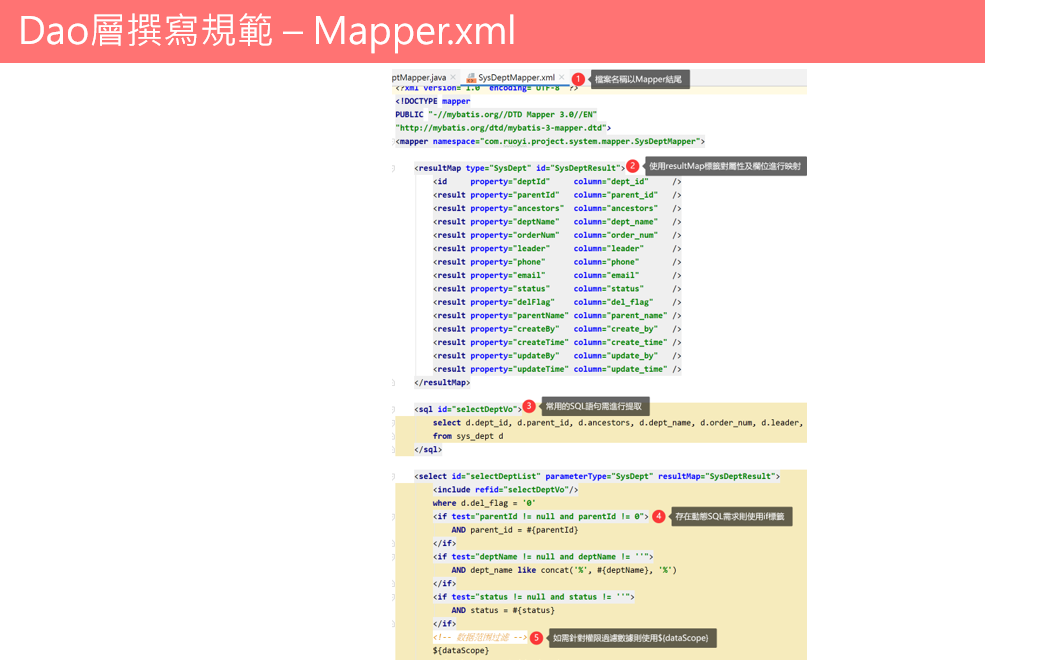 Dao層撰寫規範 – Mapper.xml
ptMapper.java × SysDeptMapper.xml × 1 檔案名稱以Mapper結尾
<?xml version="1.0" encoding="UTF-8" ?>
<!DOCTYPE mapper
PUBLIC "-//mybatis.org//DTD Mapper 3.0//EN"
"http://mybatis.org/dtd/mybatis-3-mapper.dtd">
<mapper namespace="com.ruoyi.project.system.mapper.SysDeptMapper">
<resultMap type="SysDept" id="SysDeptResult"> 2 使用resultMap標籤對屬性及欄位進行映射
<id property="deptId" column="dept_id" />
<result property="parentId" column="parent_id" />
<result property="ancestors" column="ancestors" />
<result property="deptName" column="dept_name" />
<result property="orderNum" column="order_num" />
<result property="leader" column="leader" />
<result property="phone" column="phone" />
<result property="email" column="email" />
<result property="status" column="status" />
<result property="delFlag" column="del_flag" />
<result property="parentName" column="parent_name" />
<result property="createBy" column="create_by" />
<result property="createTime" column="create_time" />
<result property="updateBy" column="update_by" />
<result property="updateTime" column="update_time" />
</resultMap>
<sql id="selectDeptVo"> 3 常用的SQL語句需進行提取
select d.dept_id, d.parent_id, d.ancestors, d.dept_name, d.order_num, d.leader,
from sys_dept d
</sql>
<select id="selectDeptList" parameterType="SysDept" resultMap="SysDeptResult">
<include refid="selectDeptVo"/>
where d.del_flag = '0'
<if test="parentId != null and parentId != 0"> 4 存在動態SQL需求則使用if標籤
AND parent_id = #{parentId}
</if>
<if test="deptName != null and deptName != ''">
AND dept_name like concat('%', #{deptName}, '%')
</if>
<if test="status != null and status != ''">
AND status = #{status}
</if>
<!-- 数据范围过滤 --> 5 如需針對權限過濾數據則使用${dataScope}
${dataScope}